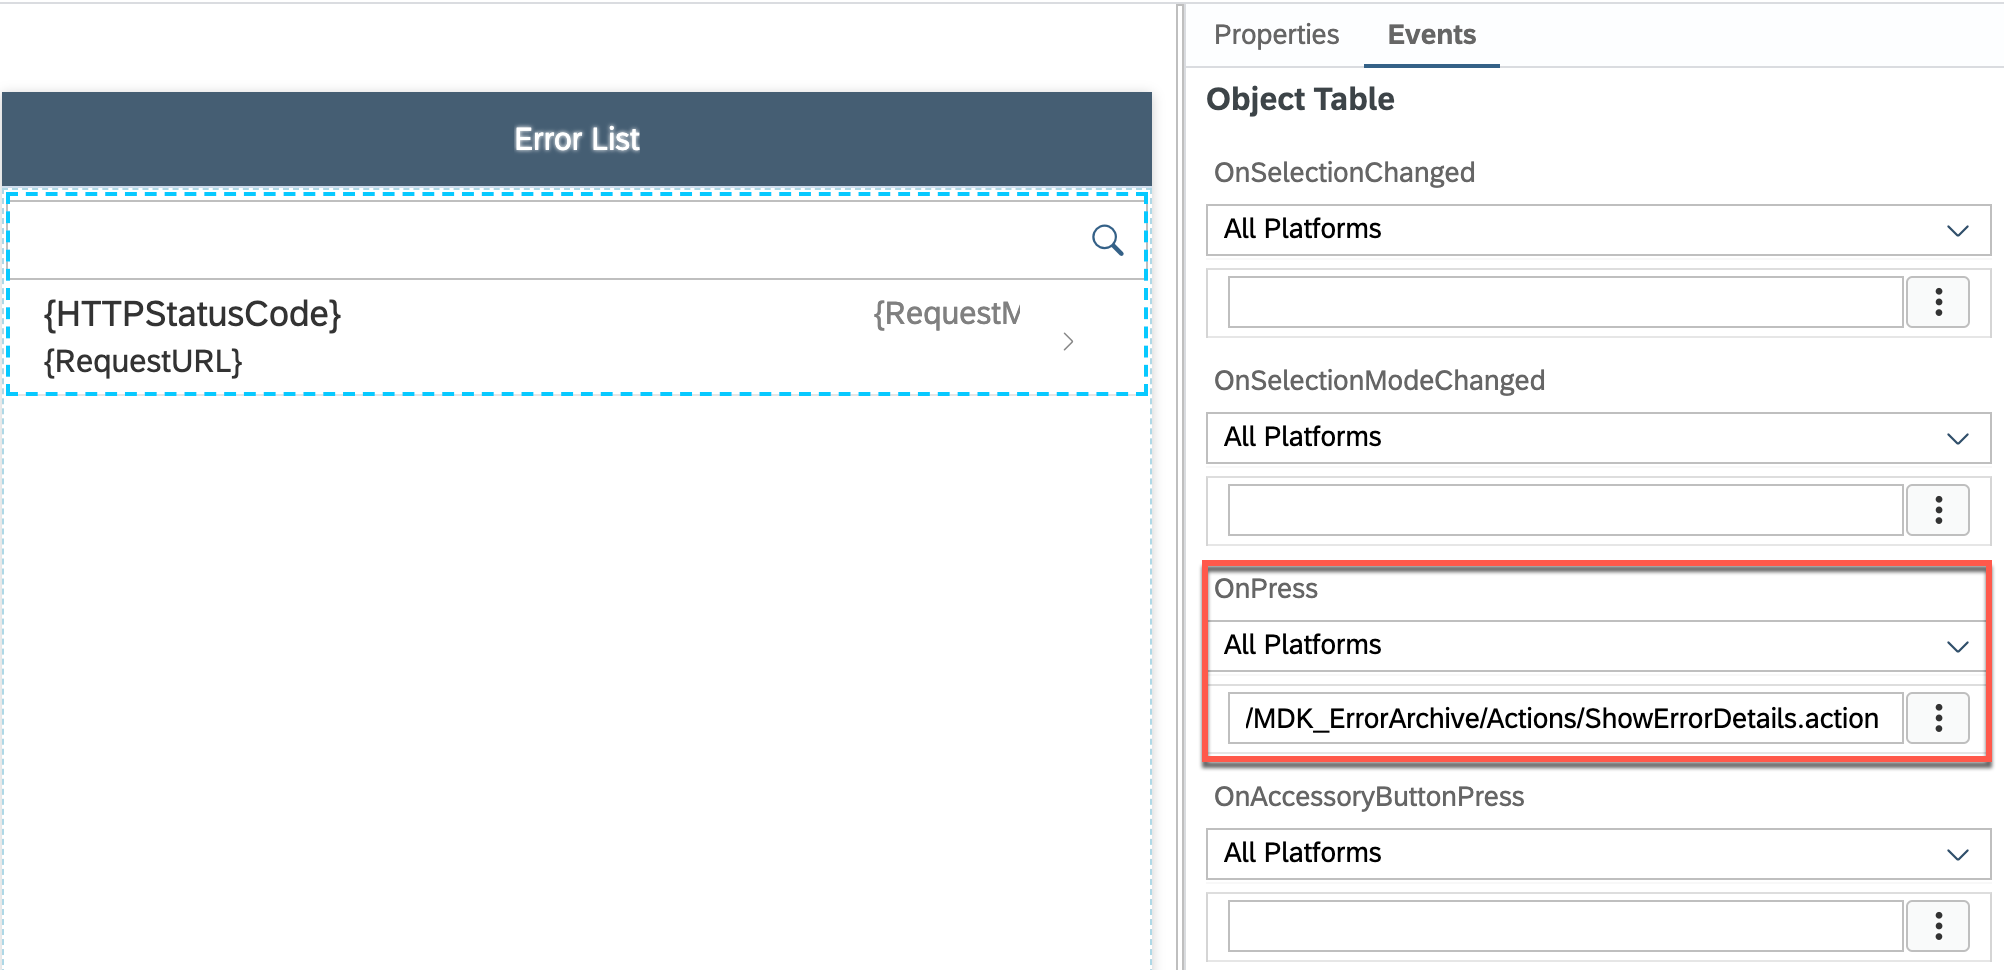 Error List
{HTTPStatusCode}
{RequestM
{RequestURL}
Properties
Events
Object Table
OnSelectionChanged
All Platforms
OnSelectionModeChanged
All Platforms
OnPress
All Platforms
/MDK_ErrorArchive/Actions/ShowErrorDetails.action
OnAccessoryButtonPress
All Platforms